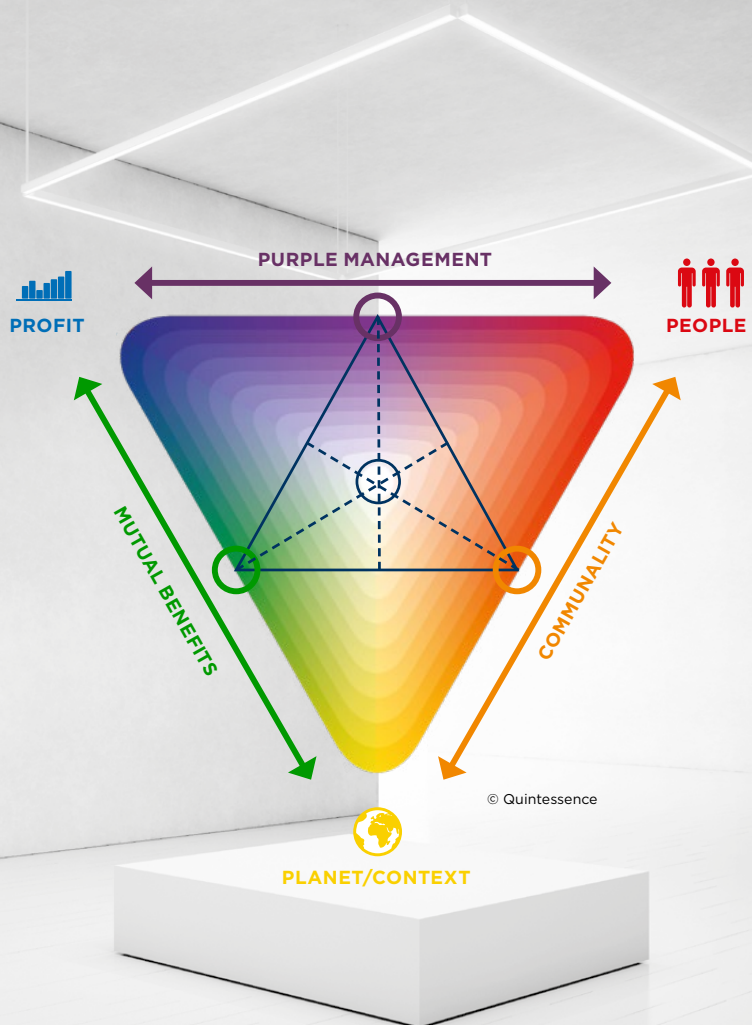 PURPLE MANAGEMENT
PROFIT
PEOPLE
MUTUAL BENEFITS
COMMUNALITY
© Quintessence
PLANET/CONTEXT